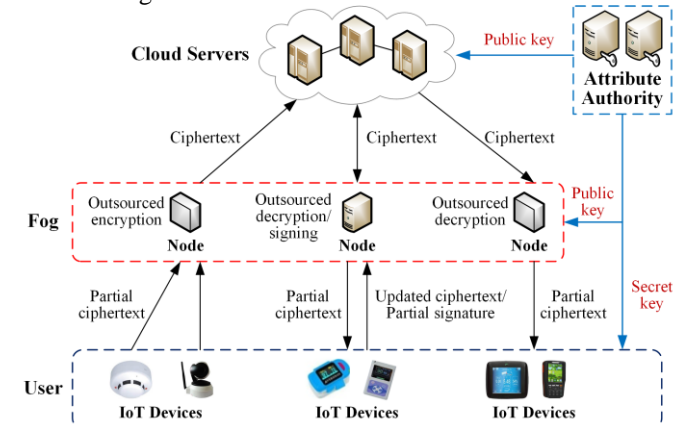 Public key
Cloud Servers
Attribute
Authority
Ciphertext
Ciphertext
Ciphertext
Outsourced
encryption
Node
Outsourced
decryption/
signing
Node
Outsourced
decryption
Node
Public
key
Fog
Partial
ciphertext
Partial
ciphertext
Updated ciphertext/
Partial signature
Partial
ciphertext
Secret
key
User
IoT Devices
IoT Devices
IoT Devices